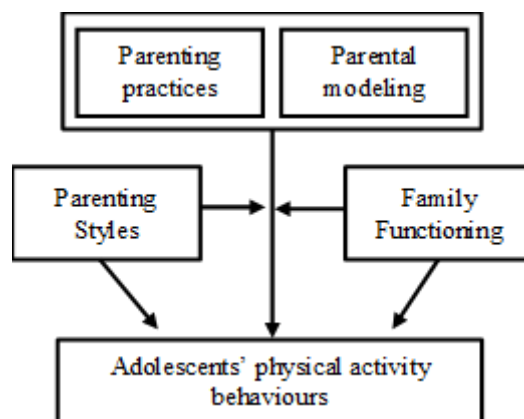 Parenting
practices
Parental
modeling
Parenting
Styles
Family
Functioning
Adolescents' physical activity
behaviours